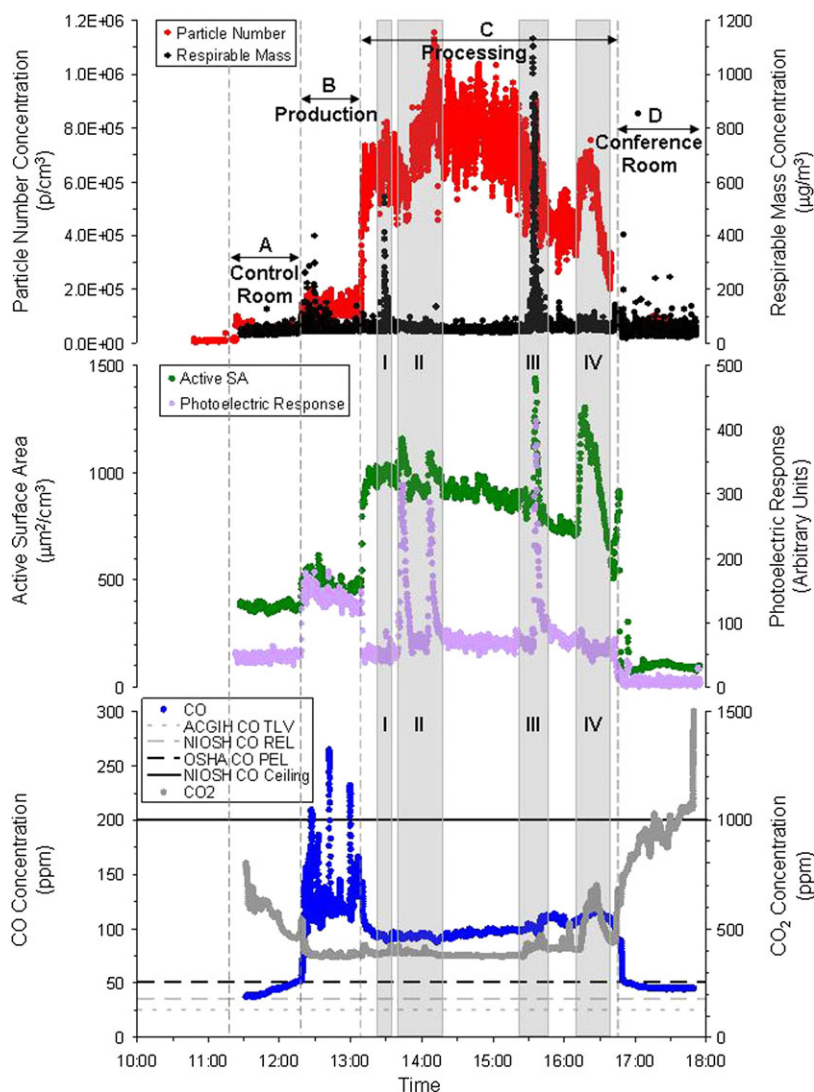 1.2E+06
1.0E+06
8.0E+05
6.0E+05
4.0E+05
2.0E+05
0.0E+00
Particle Number Concentration
(p/cm³)
Particle Number
Respirable Mass
A
Control
Room
B
Production
C
Processing
D
Conference
Room
1200
1000
800
600
400
200
0
Respirable Mass Concentration
(µg/m³)
1500
1000
500
0
Active Surface Area
(µm²/cm³)
Active SA
Photoelectric Response
I
II
III
IV
500
400
300
200
100
0
Photoelectric Response
(Arbitrary Units)
300
250
200
150
100
50
0
CO Concentration
(ppm)
CO
ACGIH CO TLV
NIOSH CO REL
OSHA CO PEL
NIOSH CO Ceiling
CO2
I
II
III
IV
1500
1000
500
0
CO₂ Concentration
(ppm)
10:00 11:00 12:00 13:00 14:00 15:00 16:00 17:00 18:00
Time